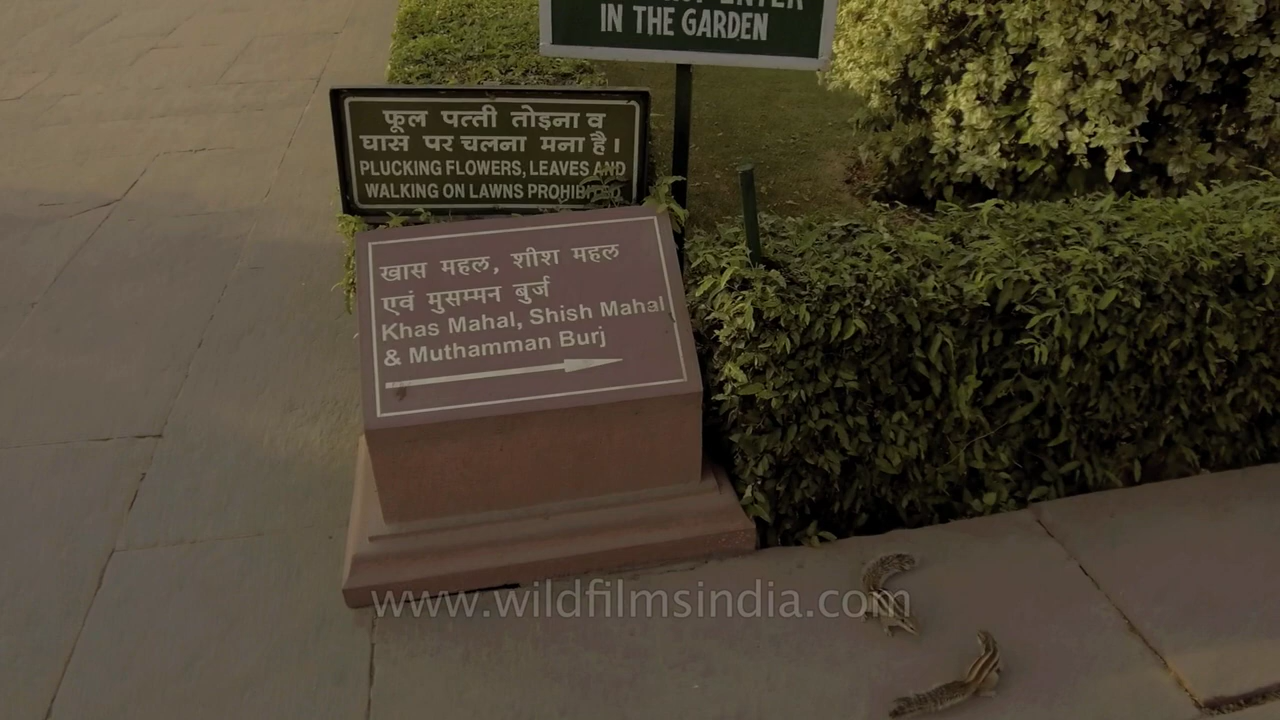 ENTER
IN THE GARDEN
फूल पत्ती तोड़ना व
घास पर चलना मना है।
PLUCKING FLOWERS, LEAVES AND
WALKING ON LAWNS PROHIBITED
खास महल, शीश महल
एवं मुसम्मन बुर्ज
Khas Mahal, Shish Mahal
& Muthamman Burj
www.wildfilmsindia.com